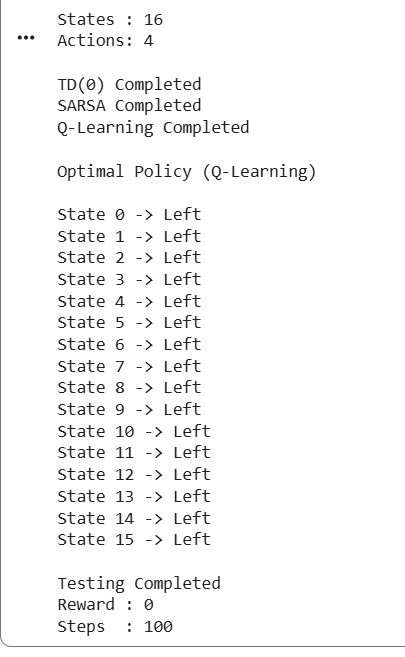 States : 16
Actions: 4
TD(0) Completed
SARSA Completed
Q-Learning Completed
Optimal Policy (Q-Learning)
State 0 -> Left
State 1 -> Left
State 2 -> Left
State 3 -> Left
State 4 -> Left
State 5 -> Left
State 6 -> Left
State 7 -> Left
State 8 -> Left
State 9 -> Left
State 10 -> Left
State 11 -> Left
State 12 -> Left
State 13 -> Left
State 14 -> Left
State 15 -> Left
Testing Completed
Reward : 0
Steps  : 100